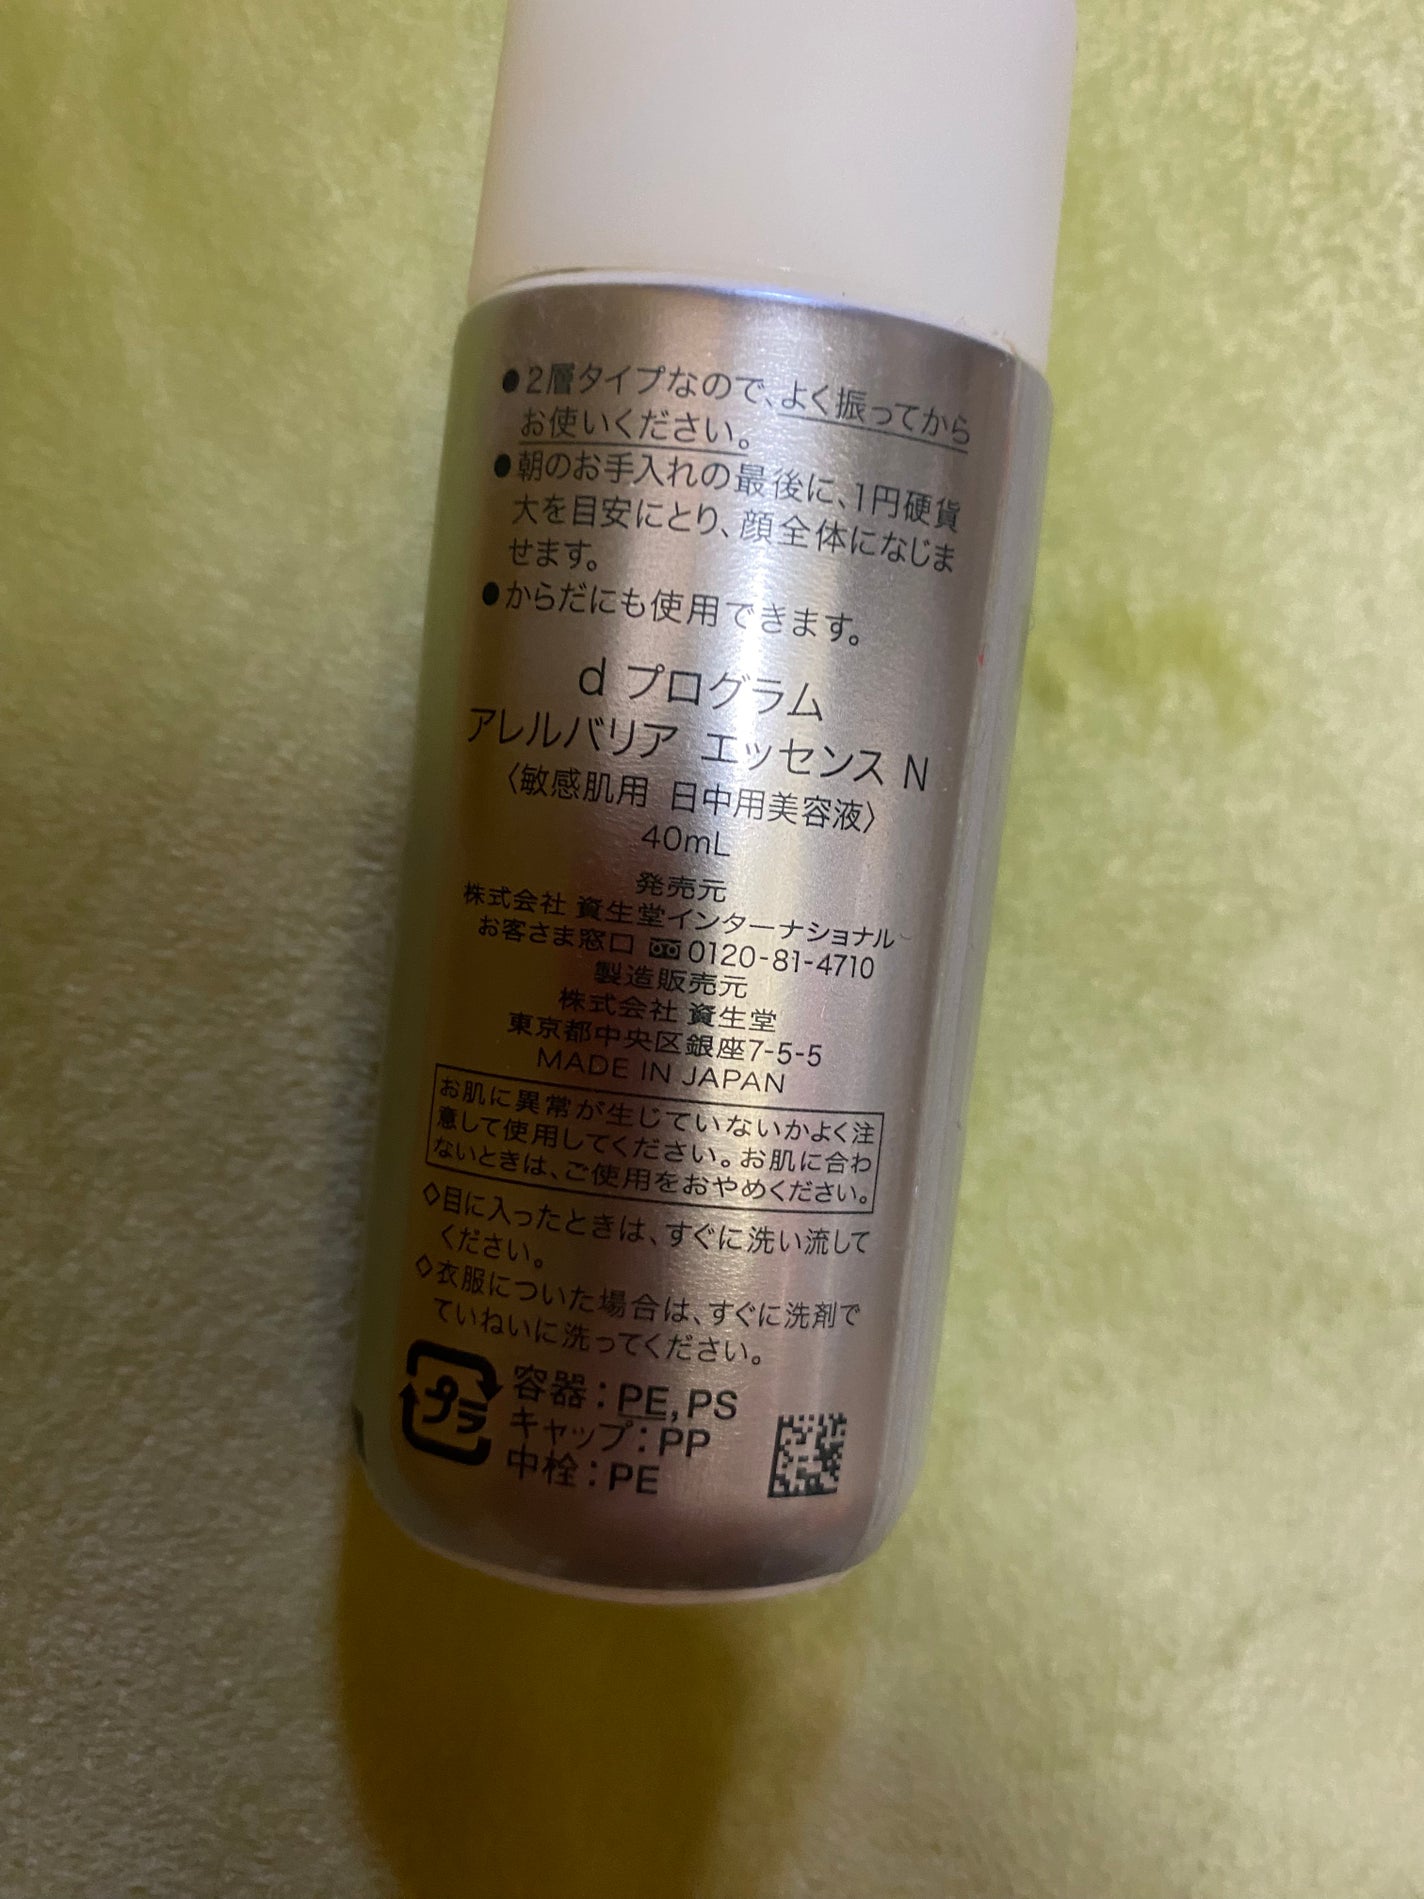 ●2層タイプなので、よく振ってから
お使いください。
●朝のお手入れの最後に、1円硬貨
大を目安にとり、顔全体になじま
せます。
●からだにも使用できます。
d プログラム
アレルバリア エッセンス N
〈敏感肌用 日中用美容液〉
40mL
発売元
株式会社 資生堂インターナショナル
お客さま窓口 0120-81-4710
製造販売元
株式会社 資生堂
東京都中央区銀座7-5-5
MADE IN JAPAN
お肌に異常が生じていないかよく注
意して使用してください。お肌に合わ
ないときは、ご使用をおやめください。
◇目に入ったときは、すぐに洗い流して
ください。
◇衣服についた場合は、すぐに洗剤で
ていねいに洗ってください。
プラ
容器：PE, PS
キャップ：PP
中栓：PE